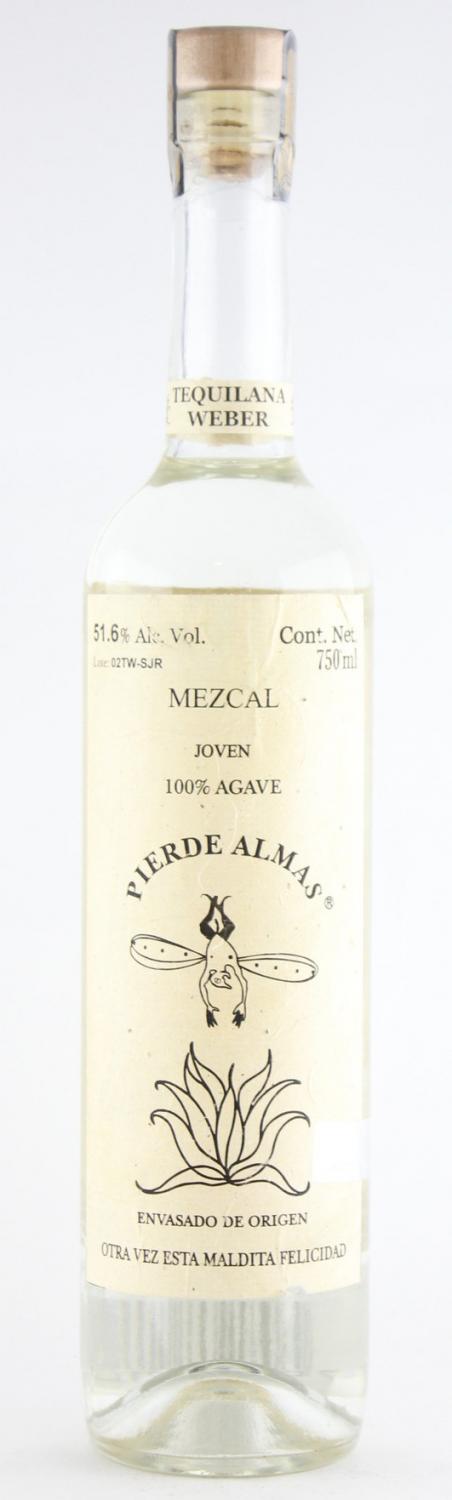 TEQUILANA
WEBER
51.6% Alc. Vol.
Cont. Net.
Lote: 02TW-SJR
750 ml
MEZCAL
JOVEN
100% AGAVE
PIERDE ALMAS®
ENVASADO DE ORIGEN
OTRA VEZ ESTA MALDITA FELICIDAD